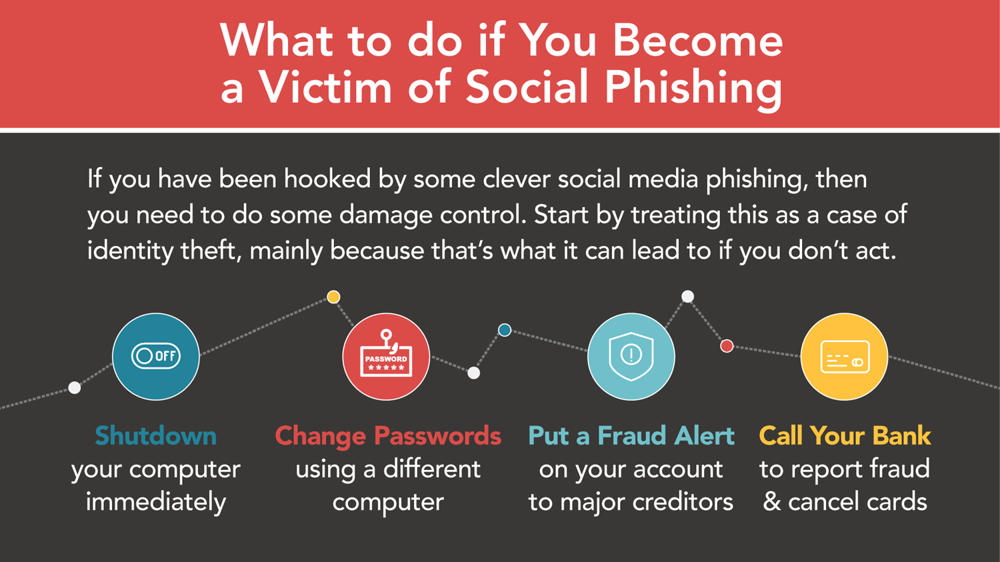 What to do if You Become
a Victim of Social Phishing
If you have been hooked by some clever social media phishing, then
you need to do some damage control. Start by treating this as a case of
identity theft, mainly because that’s what it can lead to if you don’t act.
OFF
PASSWORD
*****
Shutdown
your computer
immediately
Change Passwords
using a different
computer
Put a Fraud Alert
on your account
to major creditors
Call Your Bank
to report fraud
& cancel cards